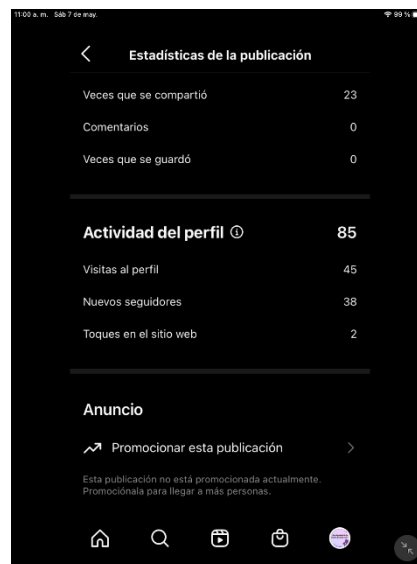 11:00 a. m. Sáb 7 de may.
99 %
Estadísticas de la publicación
Veces que se compartió 23
Comentarios 0
Veces que se guardó 0
Actividad del perfil 85
Visitas al perfil 45
Nuevos seguidores 38
Toques en el sitio web 2
Anuncio
Promocionar esta publicación
Esta publicación no está promocionada actualmente.
Promociónala para llegar a más personas.